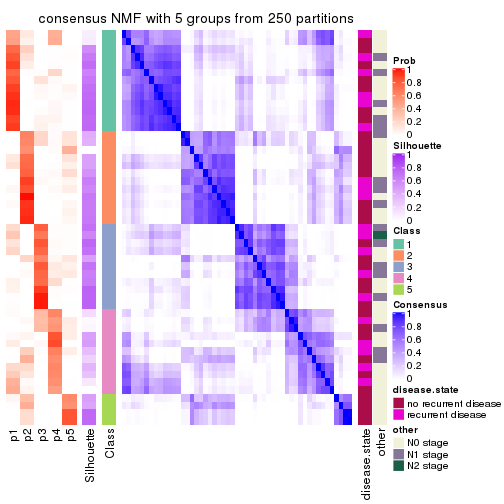 consensus NMF with 5 groups from 250 partitions
Prob
1
0.8
0.6
0.4
0.2
0
Silhouette
1
0.8
0.6
0.4
0.2
0
Class
1
2
3
4
5
Consensus
1
0.8
0.6
0.4
0.2
0
disease.state
no recurrent disease
recurrent disease
other
N0 stage
N1 stage
N2 stage
p1
p2
p3
p4
p5
Silhouette
Class
disease.state
other